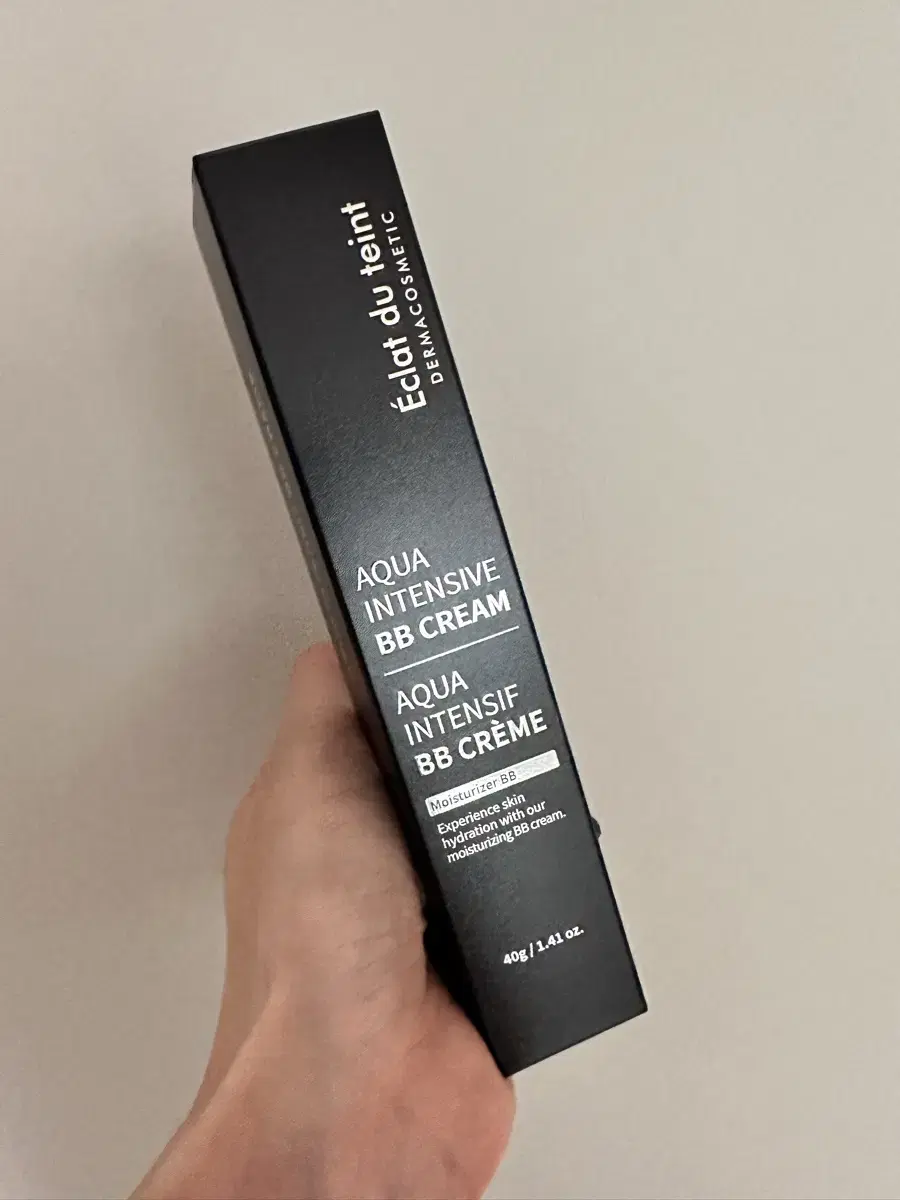 Éclat du teint
DERMACOSMETIC
AQUA
INTENSIVE
BB CREAM
AQUA
INTENSIF
BB CRÈME
Moisturizer BB
Experience skin
hydration with our
moisturizing BB cream.
40g / 1.41 oz.